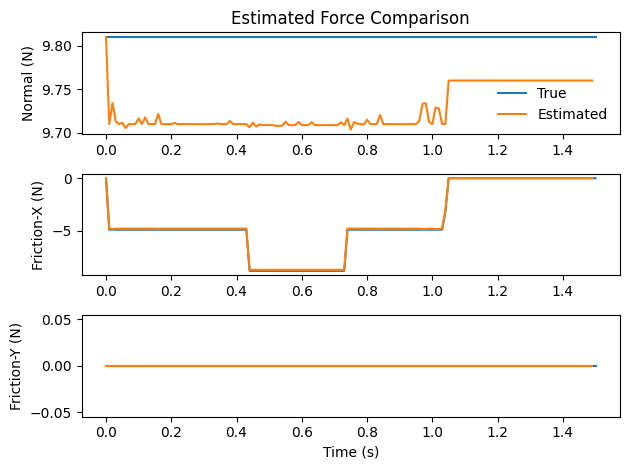 Estimated Force Comparison
Normal (N)
9.80
9.75
9.70
True
Estimated
0.0 0.2 0.4 0.6 0.8 1.0 1.2 1.4
Friction-X (N)
0
−5
0.0 0.2 0.4 0.6 0.8 1.0 1.2 1.4
Friction-Y (N)
0.05
0.00
−0.05
0.0 0.2 0.4 0.6 0.8 1.0 1.2 1.4
Time (s)